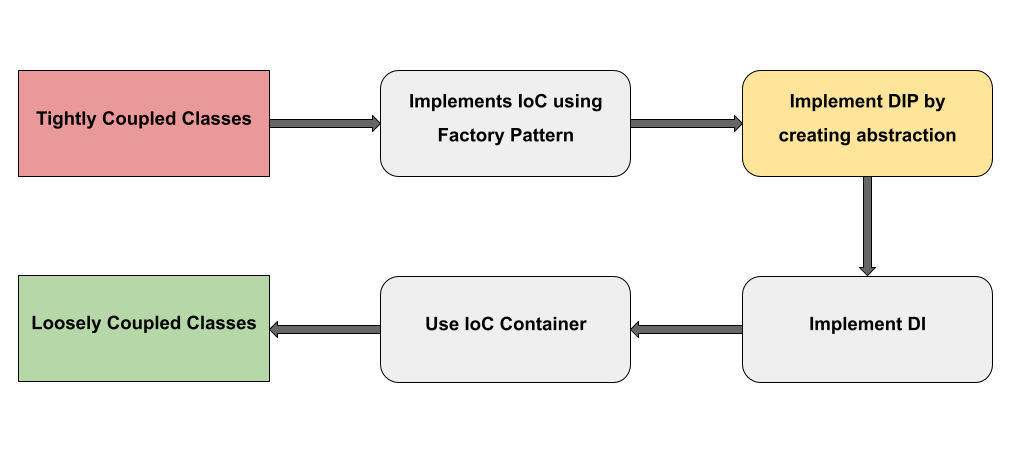 Tightly Coupled Classes
Implements IoC using
Factory Pattern
Implement DIP by
creating abstraction
Implement DI
Use IoC Container
Loosely Coupled Classes